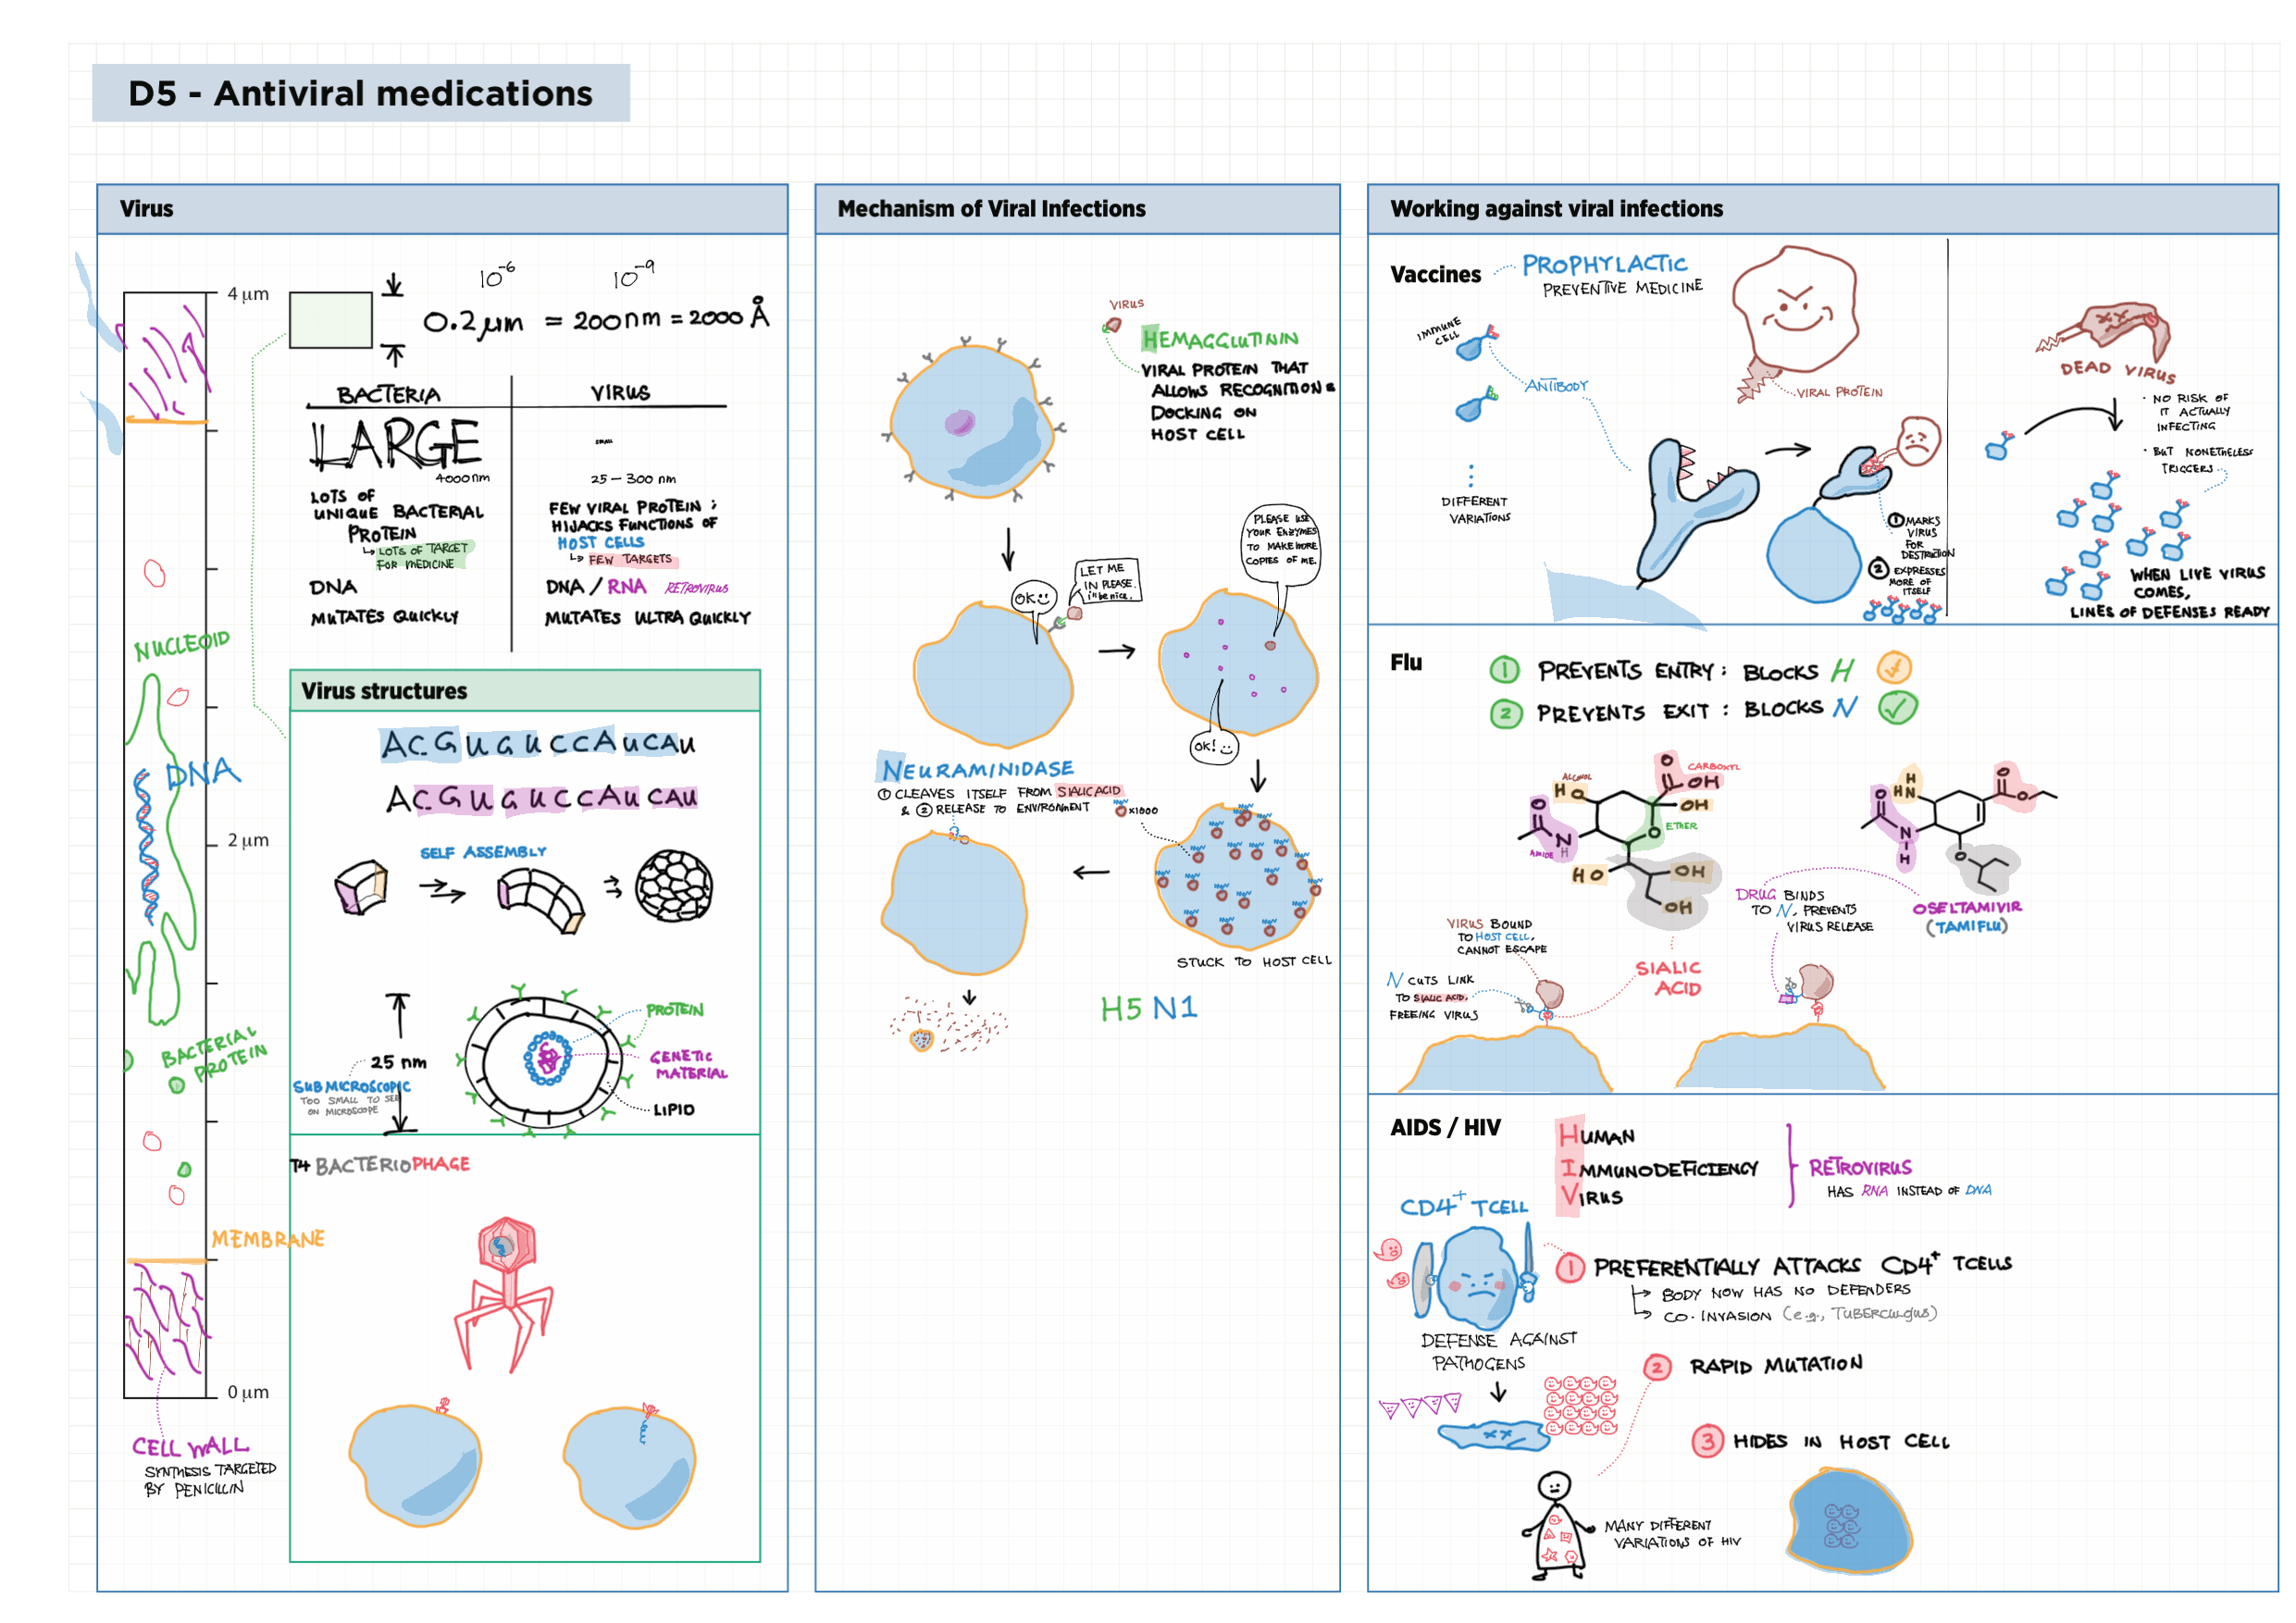 D5 - Antiviral medications
Virus
4 µm
2 µm
0 µm
NUCLEOID
DNA
BACTERIAL
PROTEIN
MEMBRANE
CELL WALL
SYNTHESIS TARGETED
BY PENICILLIN
10⁻⁶
10⁻⁹
0.2 µm = 200 nm = 2000 Å
BACTERIA
VIRUS
LARGE
SMALL
4000 nm
25 – 300 nm
LOTS OF
UNIQUE BACTERIAL
PROTEIN
↳ LOTS OF TARGET
FOR MEDICINE
FEW VIRAL PROTEIN ;
HIJACKS FUNCTIONS OF
HOST CELLS
↳ FEW TARGETS
DNA
DNA / RNA RETROVIRUS
MUTATES QUICKLY
MUTATES ULTRA QUICKLY
Virus structures
ACGUGUCCAUCAU
ACGUGUCCAUCAU
SELF ASSEMBLY
25 nm
SUBMICROSCOPIC
TOO SMALL TO SEE
ON MICROSCOPE
PROTEIN
GENETIC
MATERIAL
LIPID
T4 BACTERIOPHAGE
Mechanism of Viral Infections
VIRUS
HEMAGGLUTININ
VIRAL PROTEIN THAT
ALLOWS RECOGNITION &
DOCKING ON
HOST CELL
OK
LET ME
IN PLEASE.
i'll be nice.
PLEASE USE
YOUR ENZYMES
TO MAKE MORE
COPIES OF ME.
OK!
NEURAMINIDASE
① CLEAVES ITSELF FROM SIALIC ACID
& ② RELEASE TO ENVIRONMENT
x1000
STUCK TO HOST CELL
H5 N1
Working against viral infections
Vaccines
PROPHYLACTIC
PREVENTIVE MEDICINE
IMMUNE
CELL
ANTIBODY
DIFFERENT
VARIATIONS
VIRAL PROTEIN
① MARKS
VIRUS
FOR
DESTRUCTION
② EXPRESSES
MORE OF
ITSELF
DEAD VIRUS
· NO RISK OF
IT ACTUALLY
INFECTING
· BUT NONETHELESS
TRIGGERS
WHEN LIVE VIRUS
COMES,
LINES OF DEFENSES READY
Flu
① PREVENTS ENTRY : BLOCKS H
② PREVENTS EXIT : BLOCKS N ✓
ALCOHOL
HO
O
CARBOXYL
OH
OH
O
ETHER
O
N
H
AMIDE
HO
OH
OH
H
HN
O
O
O
N
H
O
OSELTAMIVIR
(TAMIFLU)
DRUG BINDS
TO N, PREVENTS
VIRUS RELEASE
VIRUS BOUND
TO HOST CELL,
CANNOT ESCAPE
N CUTS LINK
TO SIALIC ACID,
FREEING VIRUS
SIALIC
ACID
AIDS / HIV
HUMAN
IMMUNODEFICIENCY
VIRUS
RETROVIRUS
HAS RNA INSTEAD OF DNA
CD4⁺ TCELL
DEFENSE AGAINST
PATHOGENS
① PREFERENTIALLY ATTACKS CD4⁺ TCELLS
↳ BODY NOW HAS NO DEFENDERS
↳ CO-INVASION (e.g., TUBERCULOUS)
② RAPID MUTATION
③ HIDES IN HOST CELL
MANY DIFFERENT
VARIATIONS OF HIV